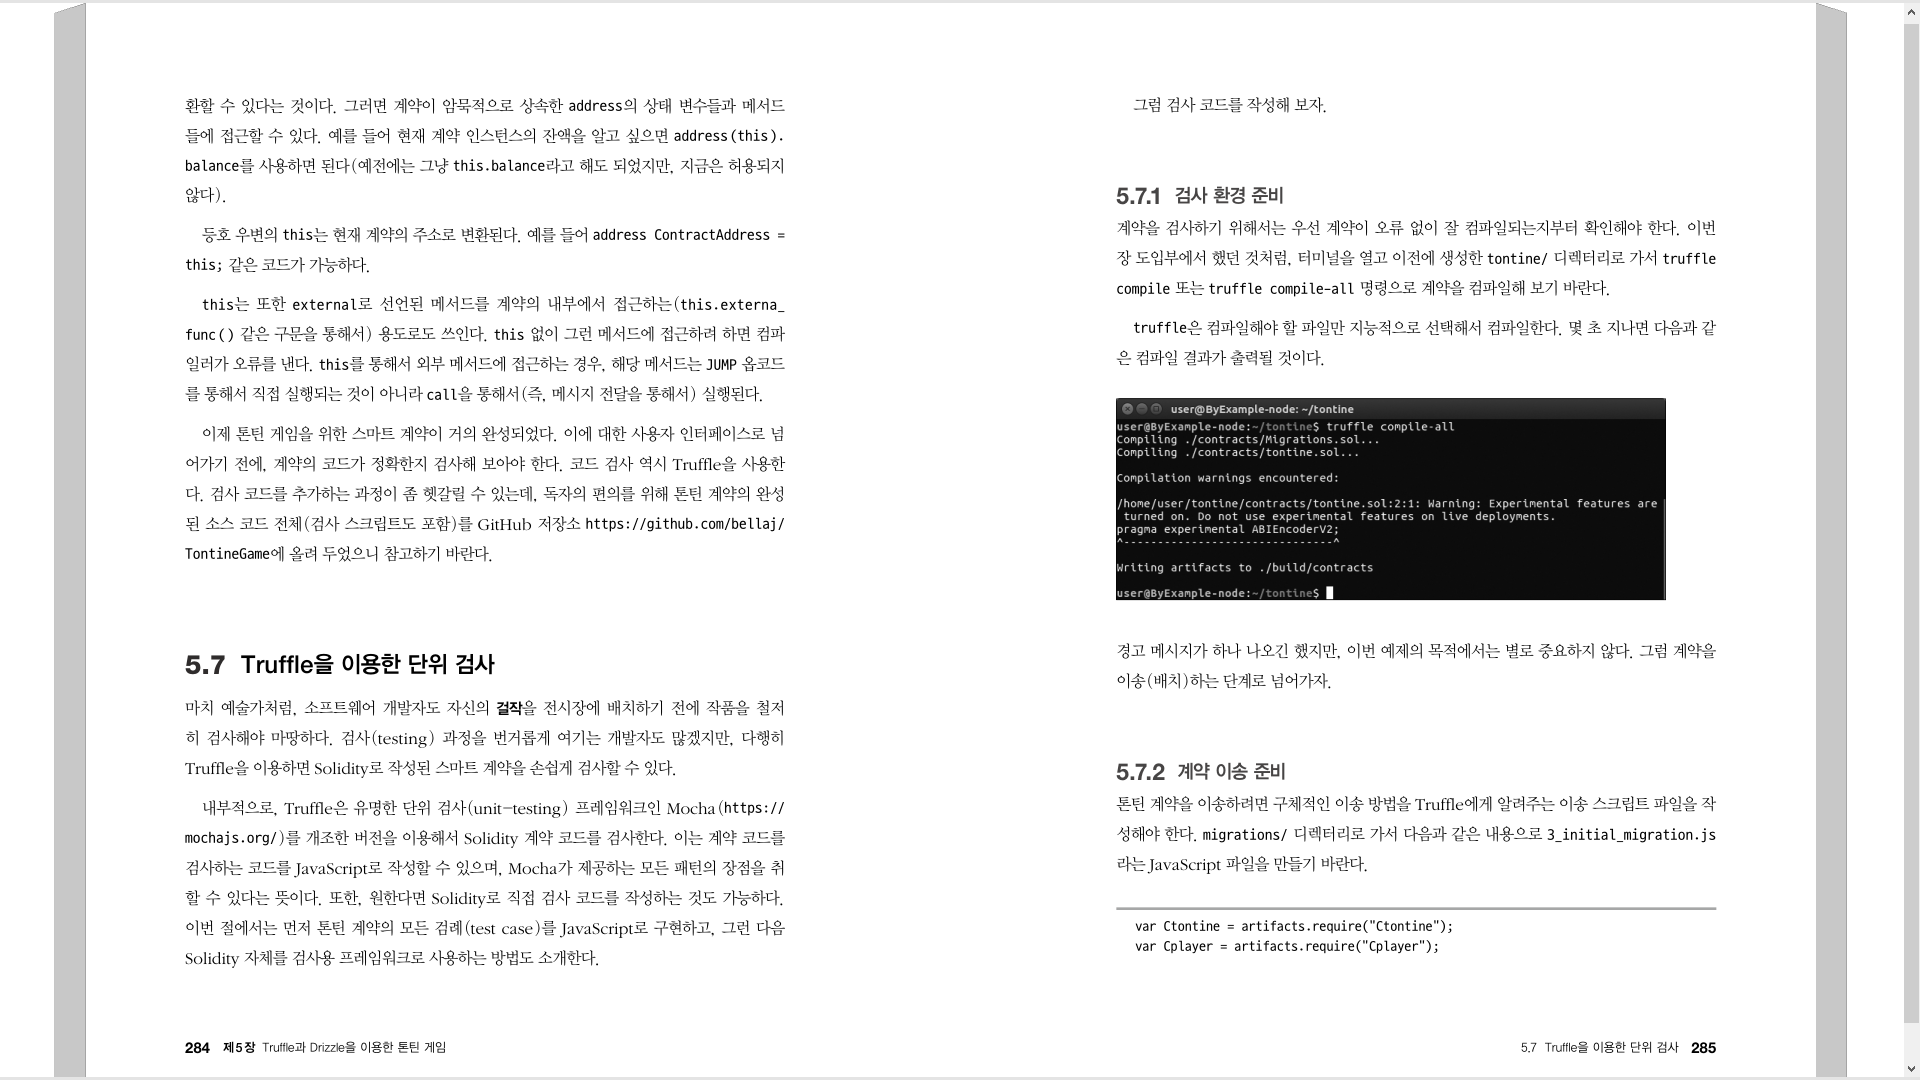 환할 수 있다는 것이다. 그러면 계약이 암묵적으로 상속한 address의 상태 변수들과 메서드
들에 접근할 수 있다. 예를 들어 현재 계약 인스턴스의 잔액을 알고 싶으면 address(this).
balance를 사용하면 된다(예전에는 그냥 this.balance라고 해도 되었지만, 지금은 허용되지
않다).
등호 우변의 this는 현재 계약의 주소로 변환된다. 예를 들어 address ContractAddress =
this; 같은 코드가 가능하다.
this는 또한 external로 선언된 메서드를 계약의 내부에서 접근하는(this.externa_
func() 같은 구문을 통해서) 용도로도 쓰인다. this 없이 그런 메서드에 접근하려 하면 컴파
일러가 오류를 낸다. this를 통해서 외부 메서드에 접근하는 경우, 해당 메서드는 JUMP 옵코드
를 통해서 직접 실행되는 것이 아니라 call을 통해서(즉, 메시지 전달을 통해서) 실행된다.
이제 톤틴 게임을 위한 스마트 계약이 거의 완성되었다. 이에 대한 사용자 인터페이스로 넘
어가기 전에, 계약의 코드가 정확한지 검사해 보아야 한다. 코드 검사 역시 Truffle을 사용한
다. 검사 코드를 추가하는 과정이 좀 헷갈릴 수 있는데, 독자의 편의를 위해 톤틴 계약의 완성
된 소스 코드 전체(검사 스크립트도 포함)를 GitHub 저장소 https://github.com/bellaj/
TontineGame에 올려 두었으니 참고하기 바란다.
5.7 Truffle을 이용한 단위 검사
마치 예술가처럼, 소프트웨어 개발자도 자신의 걸작을 전시장에 배치하기 전에 작품을 철저
히 검사해야 마땅하다. 검사(testing) 과정을 번거롭게 여기는 개발자도 많겠지만, 다행히
Truffle을 이용하면 Solidity로 작성된 스마트 계약을 손쉽게 검사할 수 있다.
내부적으로, Truffle은 유명한 단위 검사(unit-testing) 프레임워크인 Mocha(https://
mochajs.org/)를 개조한 버전을 이용해서 Solidity 계약 코드를 검사한다. 이는 계약 코드를
검사하는 코드를 JavaScript로 작성할 수 있으며, Mocha가 제공하는 모든 패턴의 장점을 취
할 수 있다는 뜻이다. 또한, 원한다면 Solidity로 직접 검사 코드를 작성하는 것도 가능하다.
이번 절에서는 먼저 톤틴 계약의 모든 검례(test case)를 JavaScript로 구현하고, 그런 다음
Solidity 자체를 검사용 프레임워크로 사용하는 방법도 소개한다.
284 제5장 Truffle과 Drizzle을 이용한 톤틴 게임
그럼 검사 코드를 작성해 보자.
5.7.1 검사 환경 준비
계약을 검사하기 위해서는 우선 계약이 오류 없이 잘 컴파일되는지부터 확인해야 한다. 이번
장 도입부에서 했던 것처럼, 터미널을 열고 이전에 생성한 tontine/ 디렉터리로 가서 truffle
compile 또는 truffle compile-all 명령으로 계약을 컴파일해 보기 바란다.
truffle은 컴파일해야 할 파일만 지능적으로 선택해서 컴파일한다. 몇 초 지나면 다음과 같
은 컴파일 결과가 출력될 것이다.
user@ByExample-node: ~/tontine
user@ByExample-node:~/tontine$ truffle compile-all
Compiling ./contracts/Migrations.sol...
Compiling ./contracts/tontine.sol...
Compilation warnings encountered:
/home/user/tontine/contracts/tontine.sol:2:1: Warning: Experimental features are
turned on. Do not use experimental features on live deployments.
pragma experimental ABIEncoderV2;
^-------------------------------^
Writing artifacts to ./build/contracts
user@ByExample-node:~/tontine$
경고 메시지가 하나 나오긴 했지만, 이번 예제의 목적에서는 별로 중요하지 않다. 그럼 계약을
이송(배치)하는 단계로 넘어가자.
5.7.2 계약 이송 준비
톤틴 계약을 이송하려면 구체적인 이송 방법을 Truffle에게 알려주는 이송 스크립트 파일을 작
성해야 한다. migrations/ 디렉터리로 가서 다음과 같은 내용으로 3_initial_migration.js
라는 JavaScript 파일을 만들기 바란다.
var Ctontine = artifacts.require("Ctontine");
var Cplayer = artifacts.require("Cplayer");
5.7 Truffle을 이용한 단위 검사 285